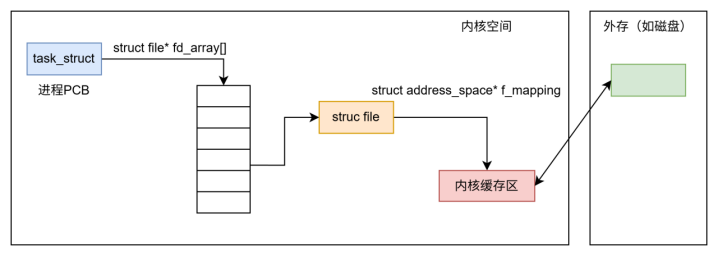 内核空间
外存（如磁盘）
struct file* fd_array[]
task_struct
进程PCB
struct address_space* f_mapping
struc file
内核缓存区